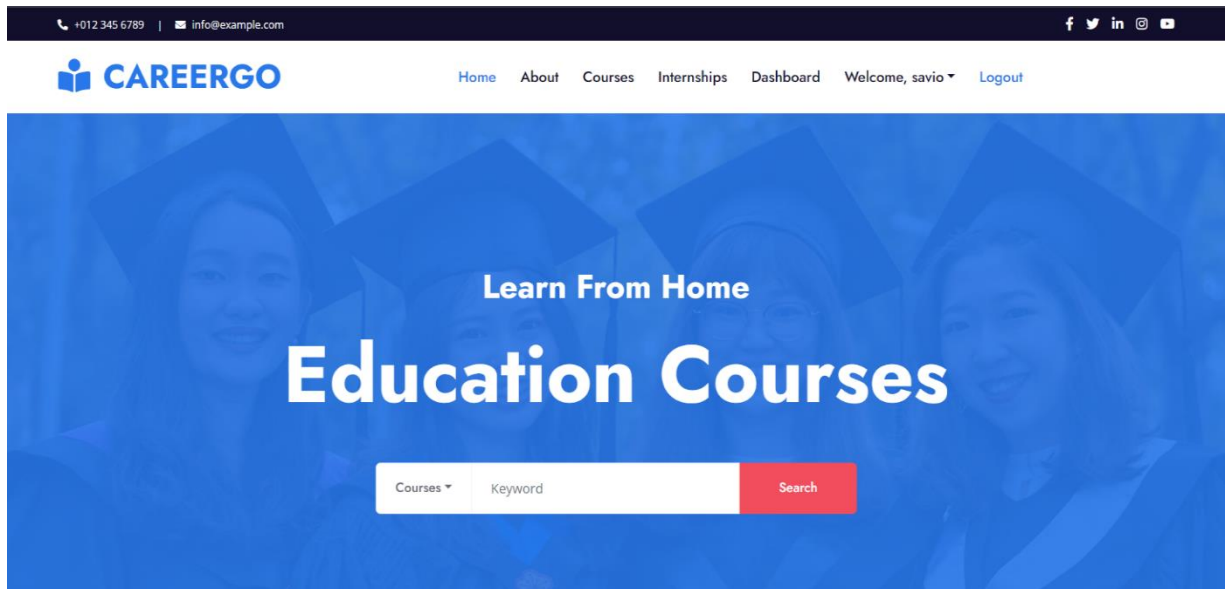 +012 345 6789 | info@example.com
CAREERGO
Home About Courses Internships Dashboard Welcome, savio Logout
Learn From Home
Education Courses
Courses Keyword Search